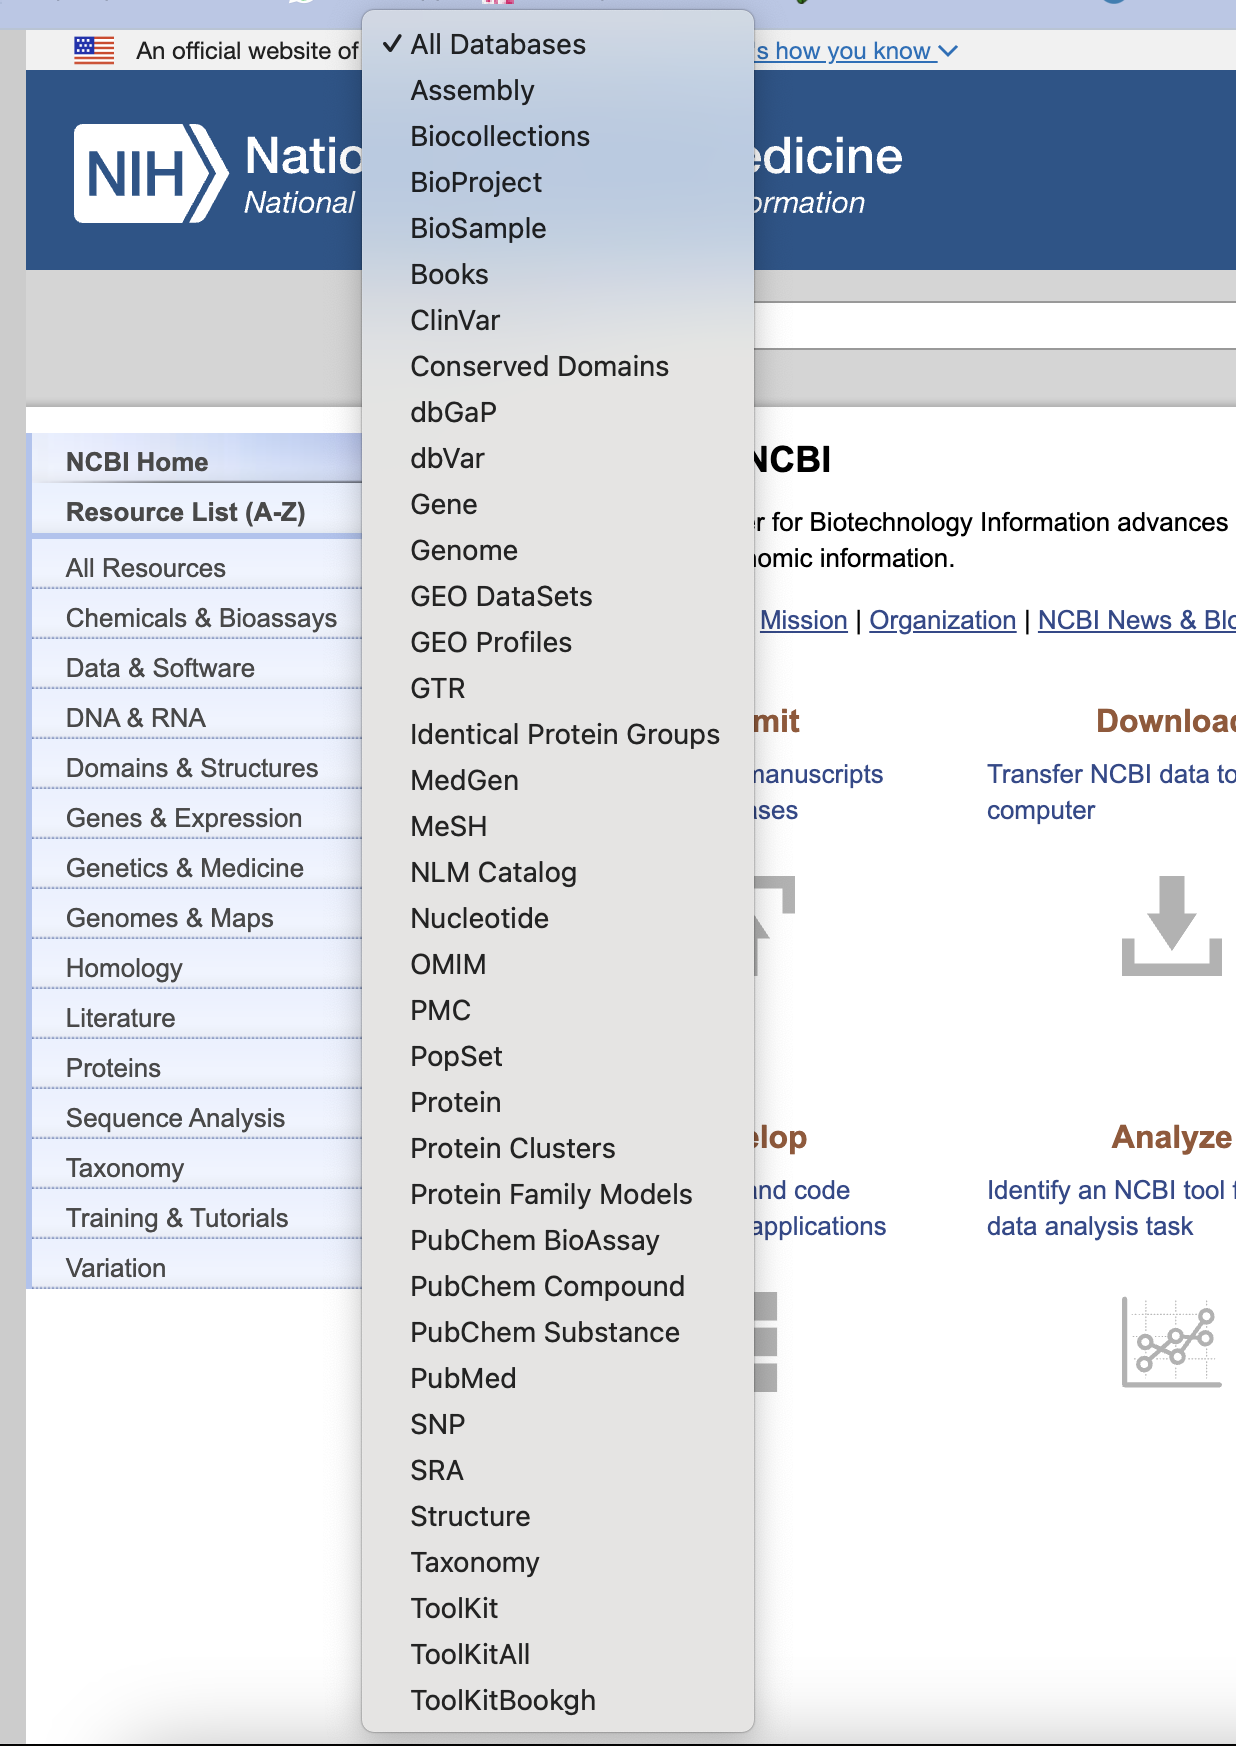 An official website of
s how you know
NIH
National
edicine
ormation
✓ All Databases
Assembly
Biocollections
BioProject
BioSample
Books
ClinVar
Conserved Domains
dbGaP
dbVar
Gene
Genome
GEO DataSets
GEO Profiles
GTR
Identical Protein Groups
MedGen
MeSH
NLM Catalog
Nucleotide
OMIM
PMC
PopSet
Protein
Protein Clusters
Protein Family Models
PubChem BioAssay
PubChem Compound
PubChem Substance
PubMed
SNP
SRA
Structure
Taxonomy
ToolKit
ToolKitAll
ToolKitBookgh
NCBI Home
Resource List (A-Z)
All Resources
Chemicals & Bioassays
Data & Software
DNA & RNA
Domains & Structures
Genes & Expression
Genetics & Medicine
Genomes & Maps
Homology
Literature
Proteins
Sequence Analysis
Taxonomy
Training & Tutorials
Variation
NCBI
r for Biotechnology Information advances
omic information.
Mission | Organization | NCBI News &
mit
manuscripts
ses
Download
Transfer NCBI data to
computer
elop
and code
applications
Analyze
Identify an NCBI tool
data analysis task